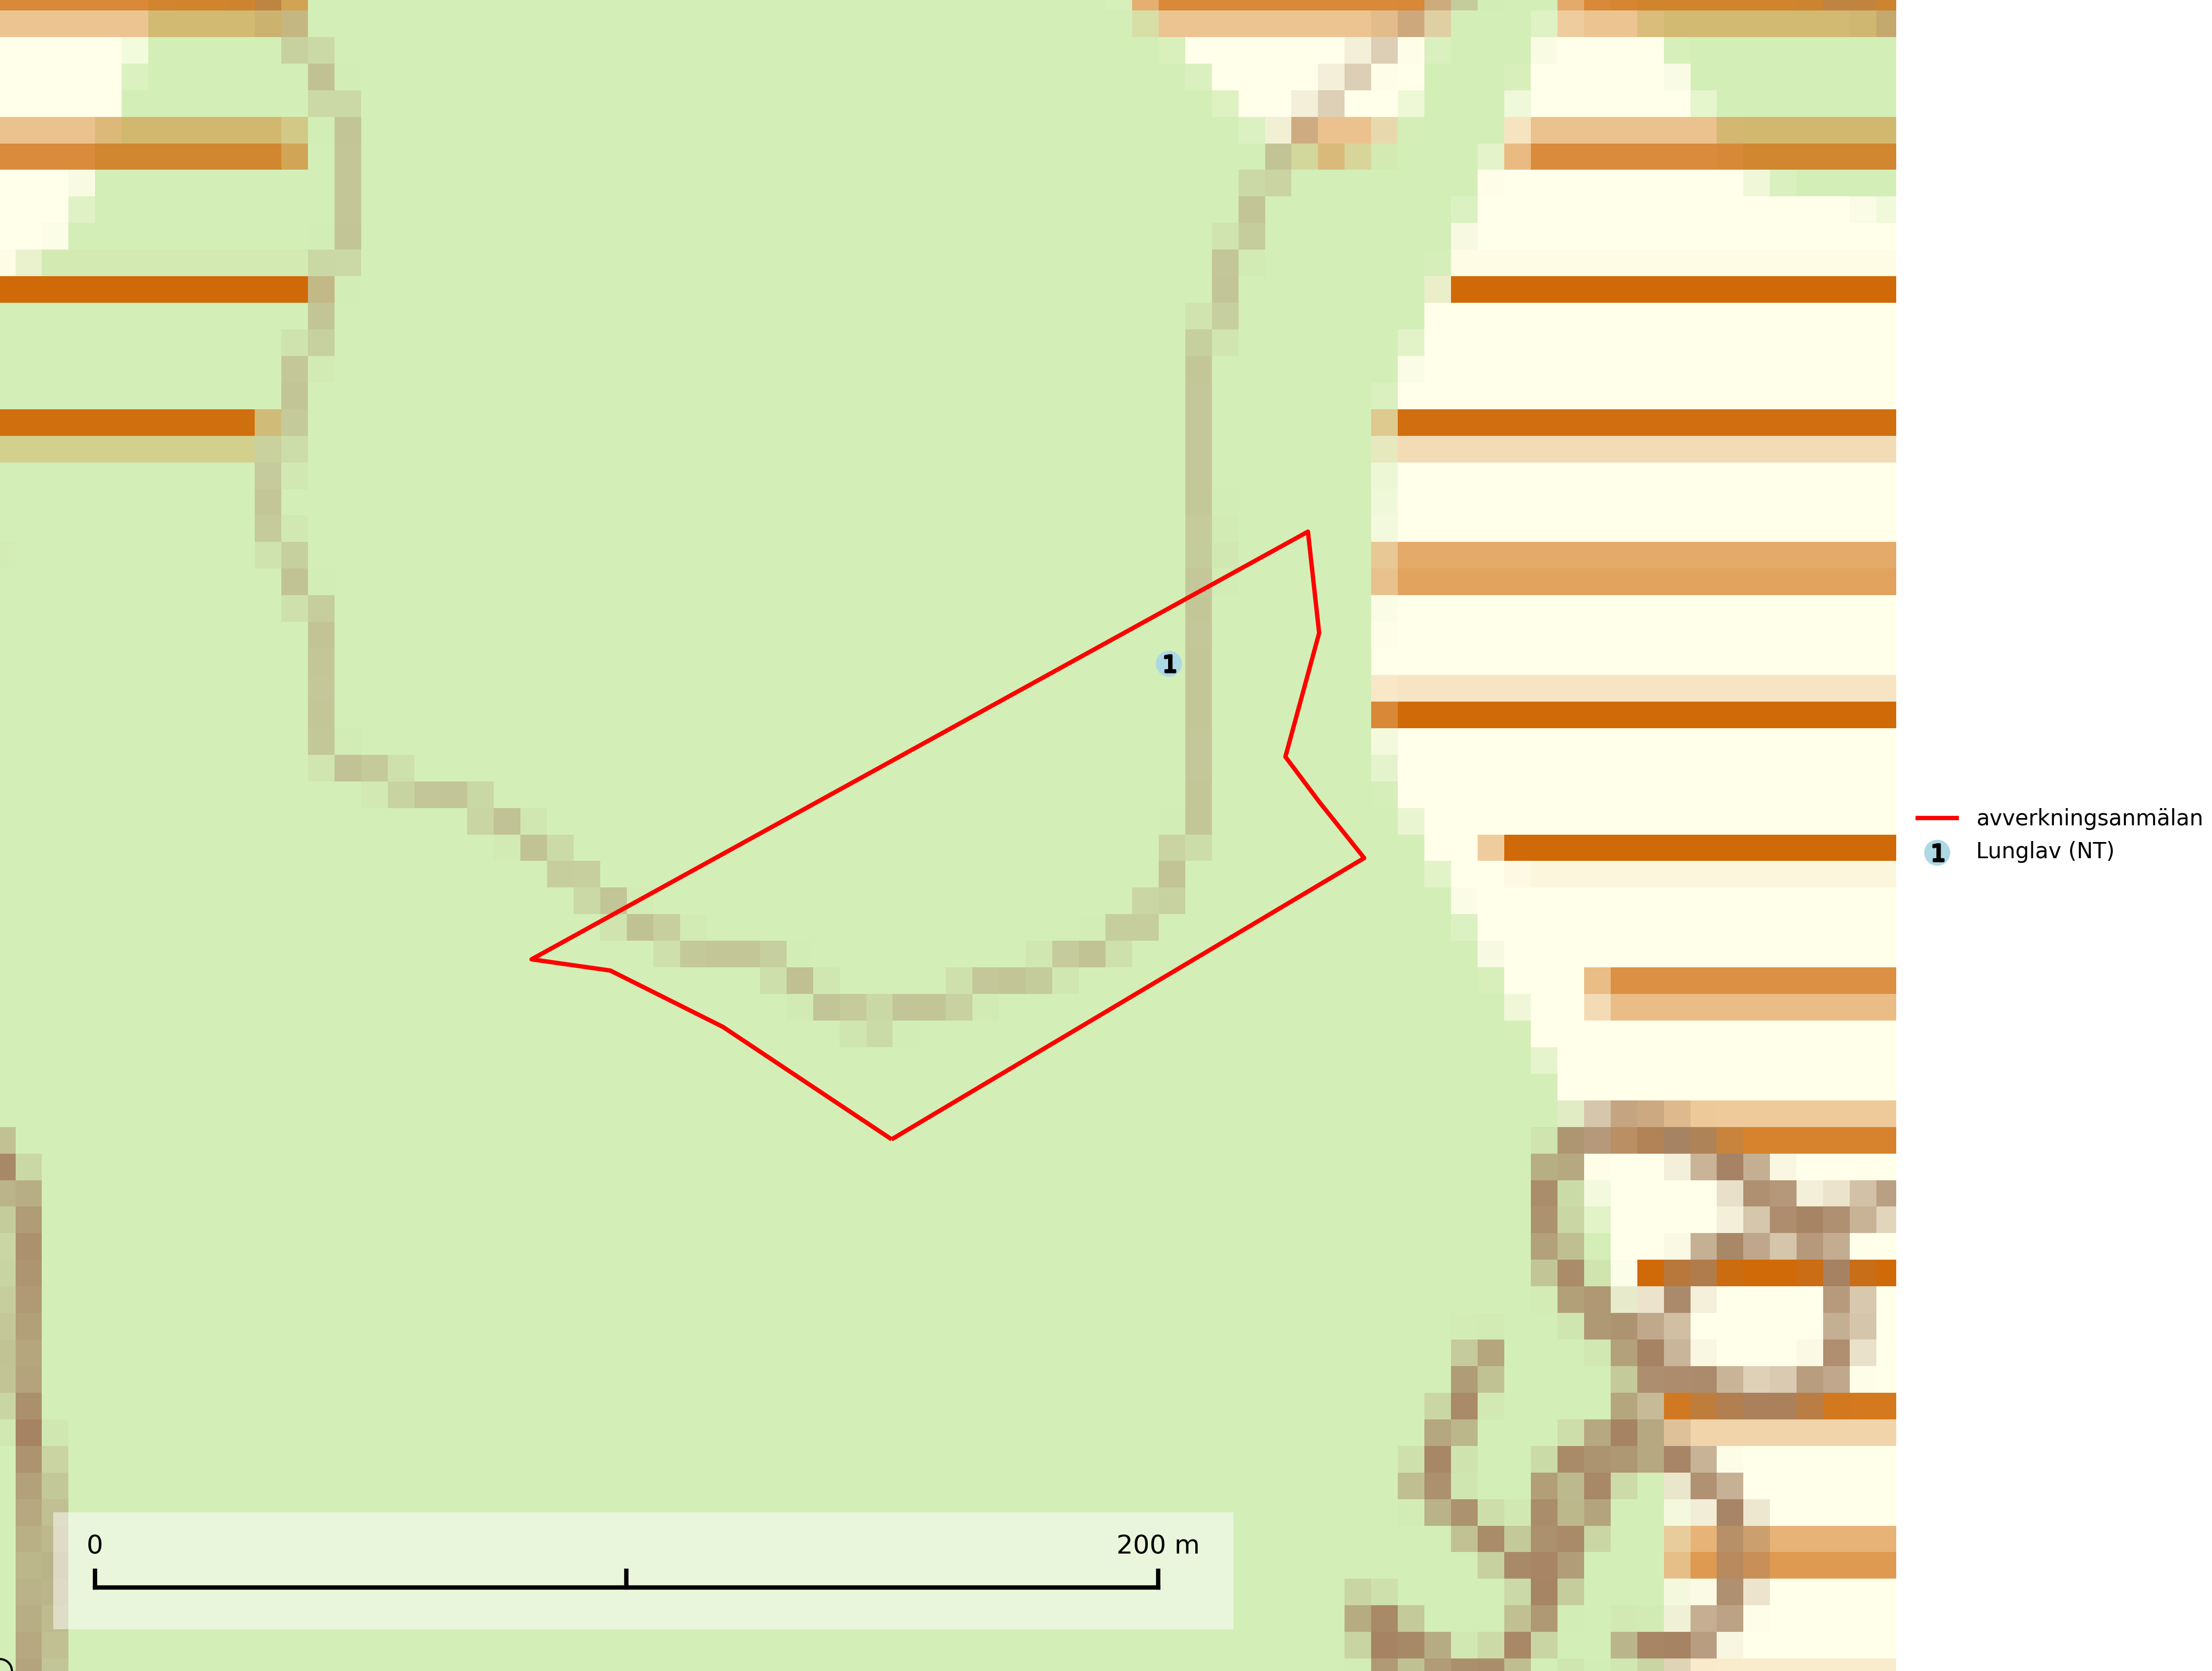 1
avverkningsanmälan
1 Lunglav (NT)
0 200 m